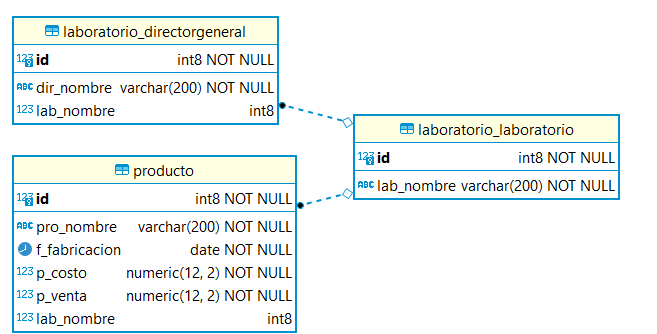 laboratorio_directorgeneral
123 id int8 NOT NULL
ABC dir_nombre varchar(200) NOT NULL
123 lab_nombre int8
laboratorio_laboratorio
123 id int8 NOT NULL
ABC lab_nombre varchar(200) NOT NULL
producto
123 id int8 NOT NULL
ABC pro_nombre varchar(200) NOT NULL
f_fabricacion date NOT NULL
123 p_costo numeric(12, 2) NOT NULL
123 p_venta numeric(12, 2) NOT NULL
123 lab_nombre int8